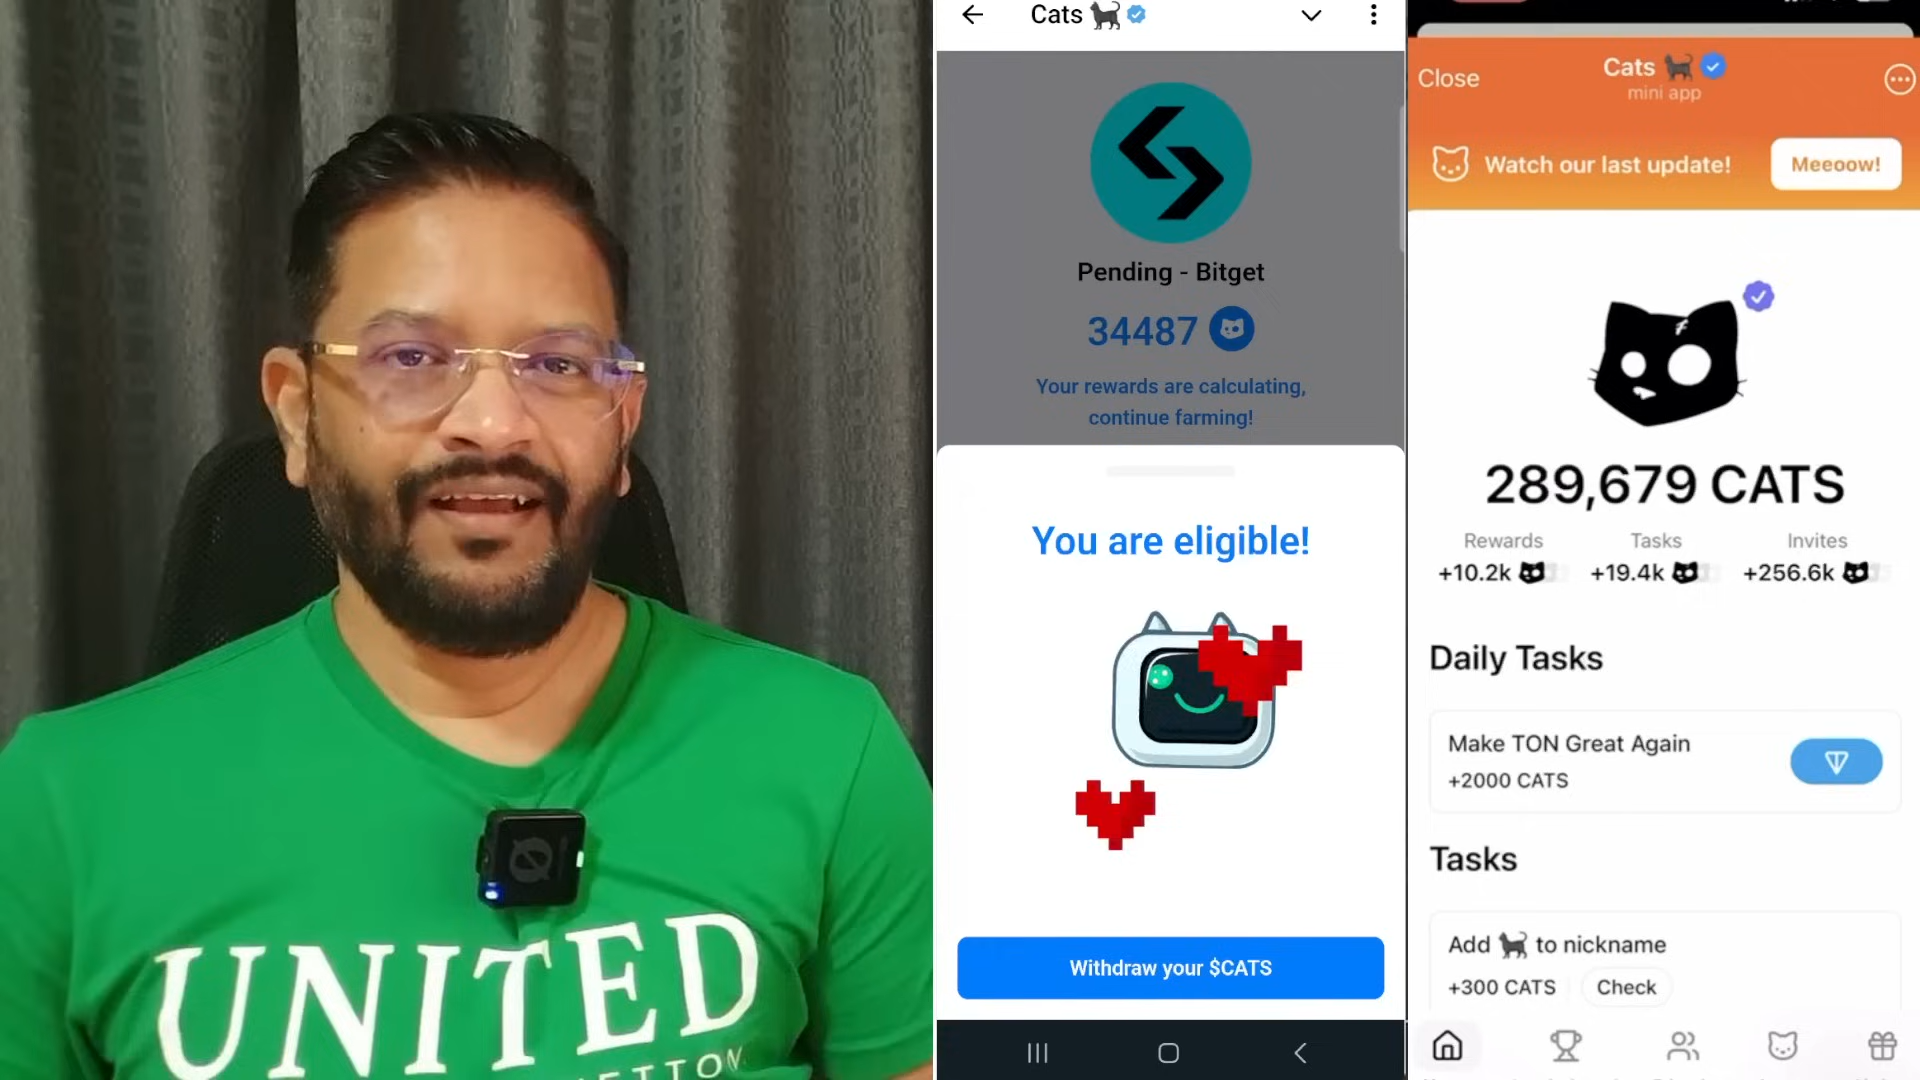 UNITED
ETTON
Cats
Pending - Bitget
34487
Your rewards are calculating,
continue farming!
You are eligible!
Withdraw your $CATS
Close
Cats
mini app
Watch our last update!
Meeoow!
289,679 CATS
Rewards
Tasks
Invites
+10.2k
+19.4k
+256.6k
Daily Tasks
Make TON Great Again
+2000 CATS
Tasks
Add 🐈‍⬛ to nickname
+300 CATS
Check